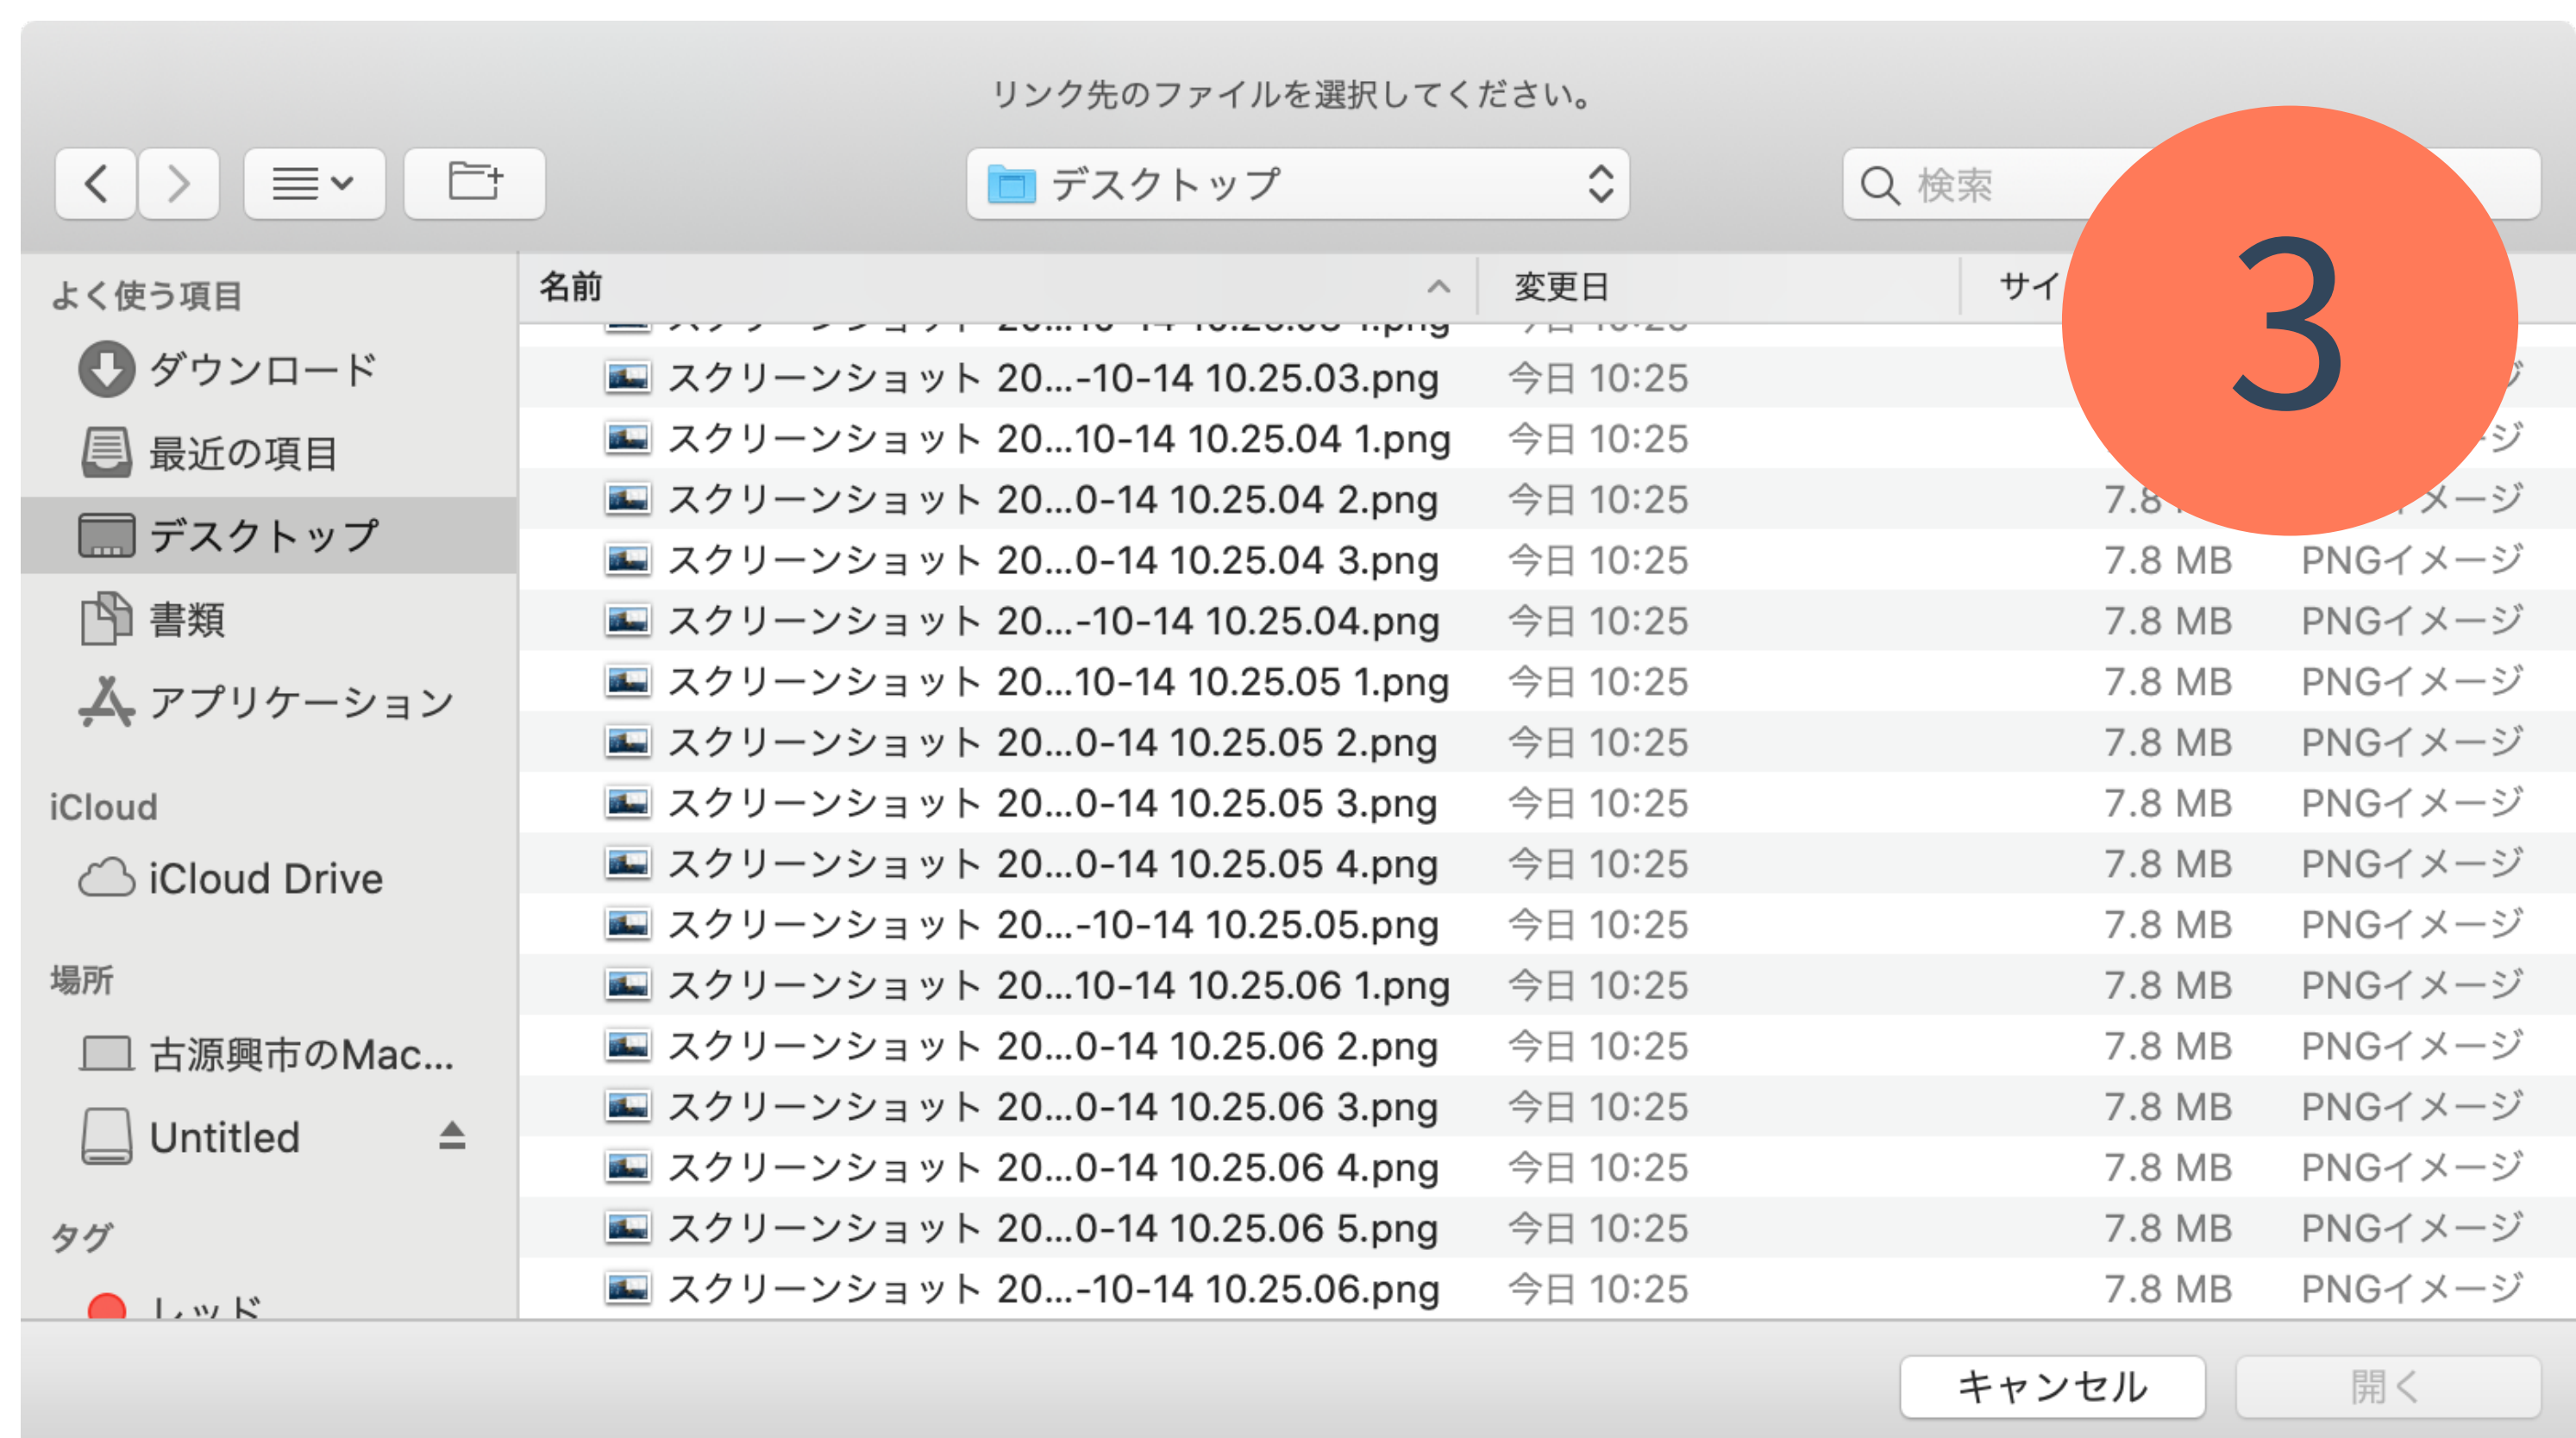 リンク先のファイルを選択してください。
デスクトップ
検索
3
よく使う項目
ダウンロード
最近の項目
デスクトップ
書類
アプリケーション
iCloud
iCloud Drive
場所
古源興市のMac...
Untitled
タグ
レッド
名前 変更日 サイ
スクリーンショット 20...-10-14 10.25.03.png 今日 10:25
スクリーンショット 20...10-14 10.25.04 1.png 今日 10:25
スクリーンショット 20...0-14 10.25.04 2.png 今日 10:25 7.8
スクリーンショット 20...0-14 10.25.04 3.png 今日 10:25 7.8 MB PNGイメージ
スクリーンショット 20...-10-14 10.25.04.png 今日 10:25 7.8 MB PNGイメージ
スクリーンショット 20...10-14 10.25.05 1.png 今日 10:25 7.8 MB PNGイメージ
スクリーンショット 20...0-14 10.25.05 2.png 今日 10:25 7.8 MB PNGイメージ
スクリーンショット 20...0-14 10.25.05 3.png 今日 10:25 7.8 MB PNGイメージ
スクリーンショット 20...0-14 10.25.05 4.png 今日 10:25 7.8 MB PNGイメージ
スクリーンショット 20...-10-14 10.25.05.png 今日 10:25 7.8 MB PNGイメージ
スクリーンショット 20...10-14 10.25.06 1.png 今日 10:25 7.8 MB PNGイメージ
スクリーンショット 20...0-14 10.25.06 2.png 今日 10:25 7.8 MB PNGイメージ
スクリーンショット 20...0-14 10.25.06 3.png 今日 10:25 7.8 MB PNGイメージ
スクリーンショット 20...0-14 10.25.06 4.png 今日 10:25 7.8 MB PNGイメージ
スクリーンショット 20...0-14 10.25.06 5.png 今日 10:25 7.8 MB PNGイメージ
スクリーンショット 20...-10-14 10.25.06.png 今日 10:25 7.8 MB PNGイメージ
キャンセル 開く